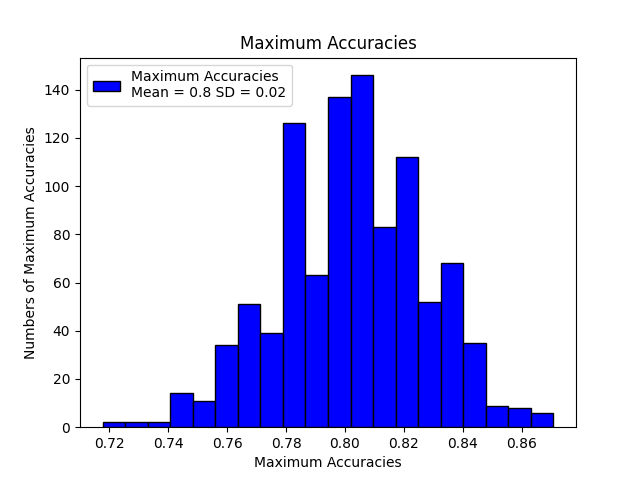 Maximum Accuracies
Maximum Accuracies
Mean = 0.8 SD = 0.02
140
120
100
80
60
40
20
0
Numbers of Maximum Accuracies
0.72 0.74 0.76 0.78 0.80 0.82 0.84 0.86
Maximum Accuracies